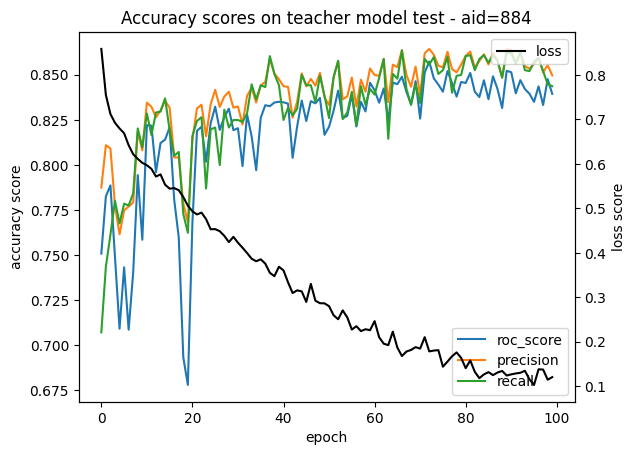 Accuracy scores on teacher model test - aid=884
loss
0.850
0.825
0.800
0.775
0.750
0.725
0.700
0.675
accuracy score
0.8
0.7
0.6
0.5
0.4
0.3
0.2
0.1
loss score
roc_score
precision
recall
0 20 40 60 80 100
epoch